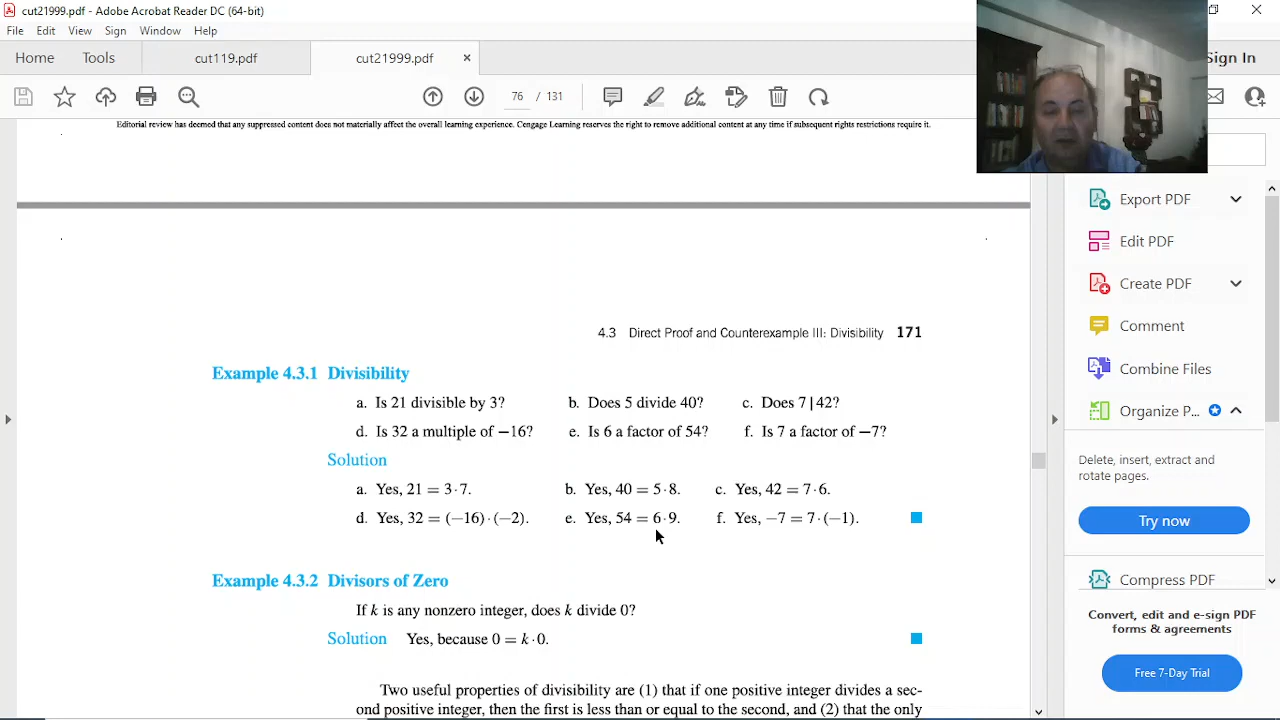 cut21999.pdf - Adobe Acrobat Reader DC (64-bit)
File Edit View Sign Window Help
Home Tools cut119.pdf cut21999.pdf × Sign In
76 / 131
Editorial review has deemed that any suppressed content does not materially affect the overall learning experience. Cengage Learning reserves the right to remove additional content at any time if subsequent rights restrictions require it.
4.3 Direct Proof and Counterexample III: Divisibility 171
Example 4.3.1 Divisibility
a. Is 21 divisible by 3? b. Does 5 divide 40? c. Does 7 | 42?
d. Is 32 a multiple of −16? e. Is 6 a factor of 54? f. Is 7 a factor of −7?
Solution
a. Yes, 21 = 3·7. b. Yes, 40 = 5·8. c. Yes, 42 = 7·6.
d. Yes, 32 = (−16)·(−2). e. Yes, 54 = 6·9. f. Yes, −7 = 7·(−1).
Example 4.3.2 Divisors of Zero
If k is any nonzero integer, does k divide 0?
Solution Yes, because 0 = k·0.
Two useful properties of divisibility are (1) that if one positive integer divides a sec-
ond positive integer, then the first is less than or equal to the second, and (2) that the only
Export PDF
Edit PDF
Create PDF
Comment
Combine Files
Organize P...
Delete, insert, extract and
rotate pages.
Try now
Compress PDF
Convert, edit and e-sign PDF
forms & agreements
Free 7-Day Trial